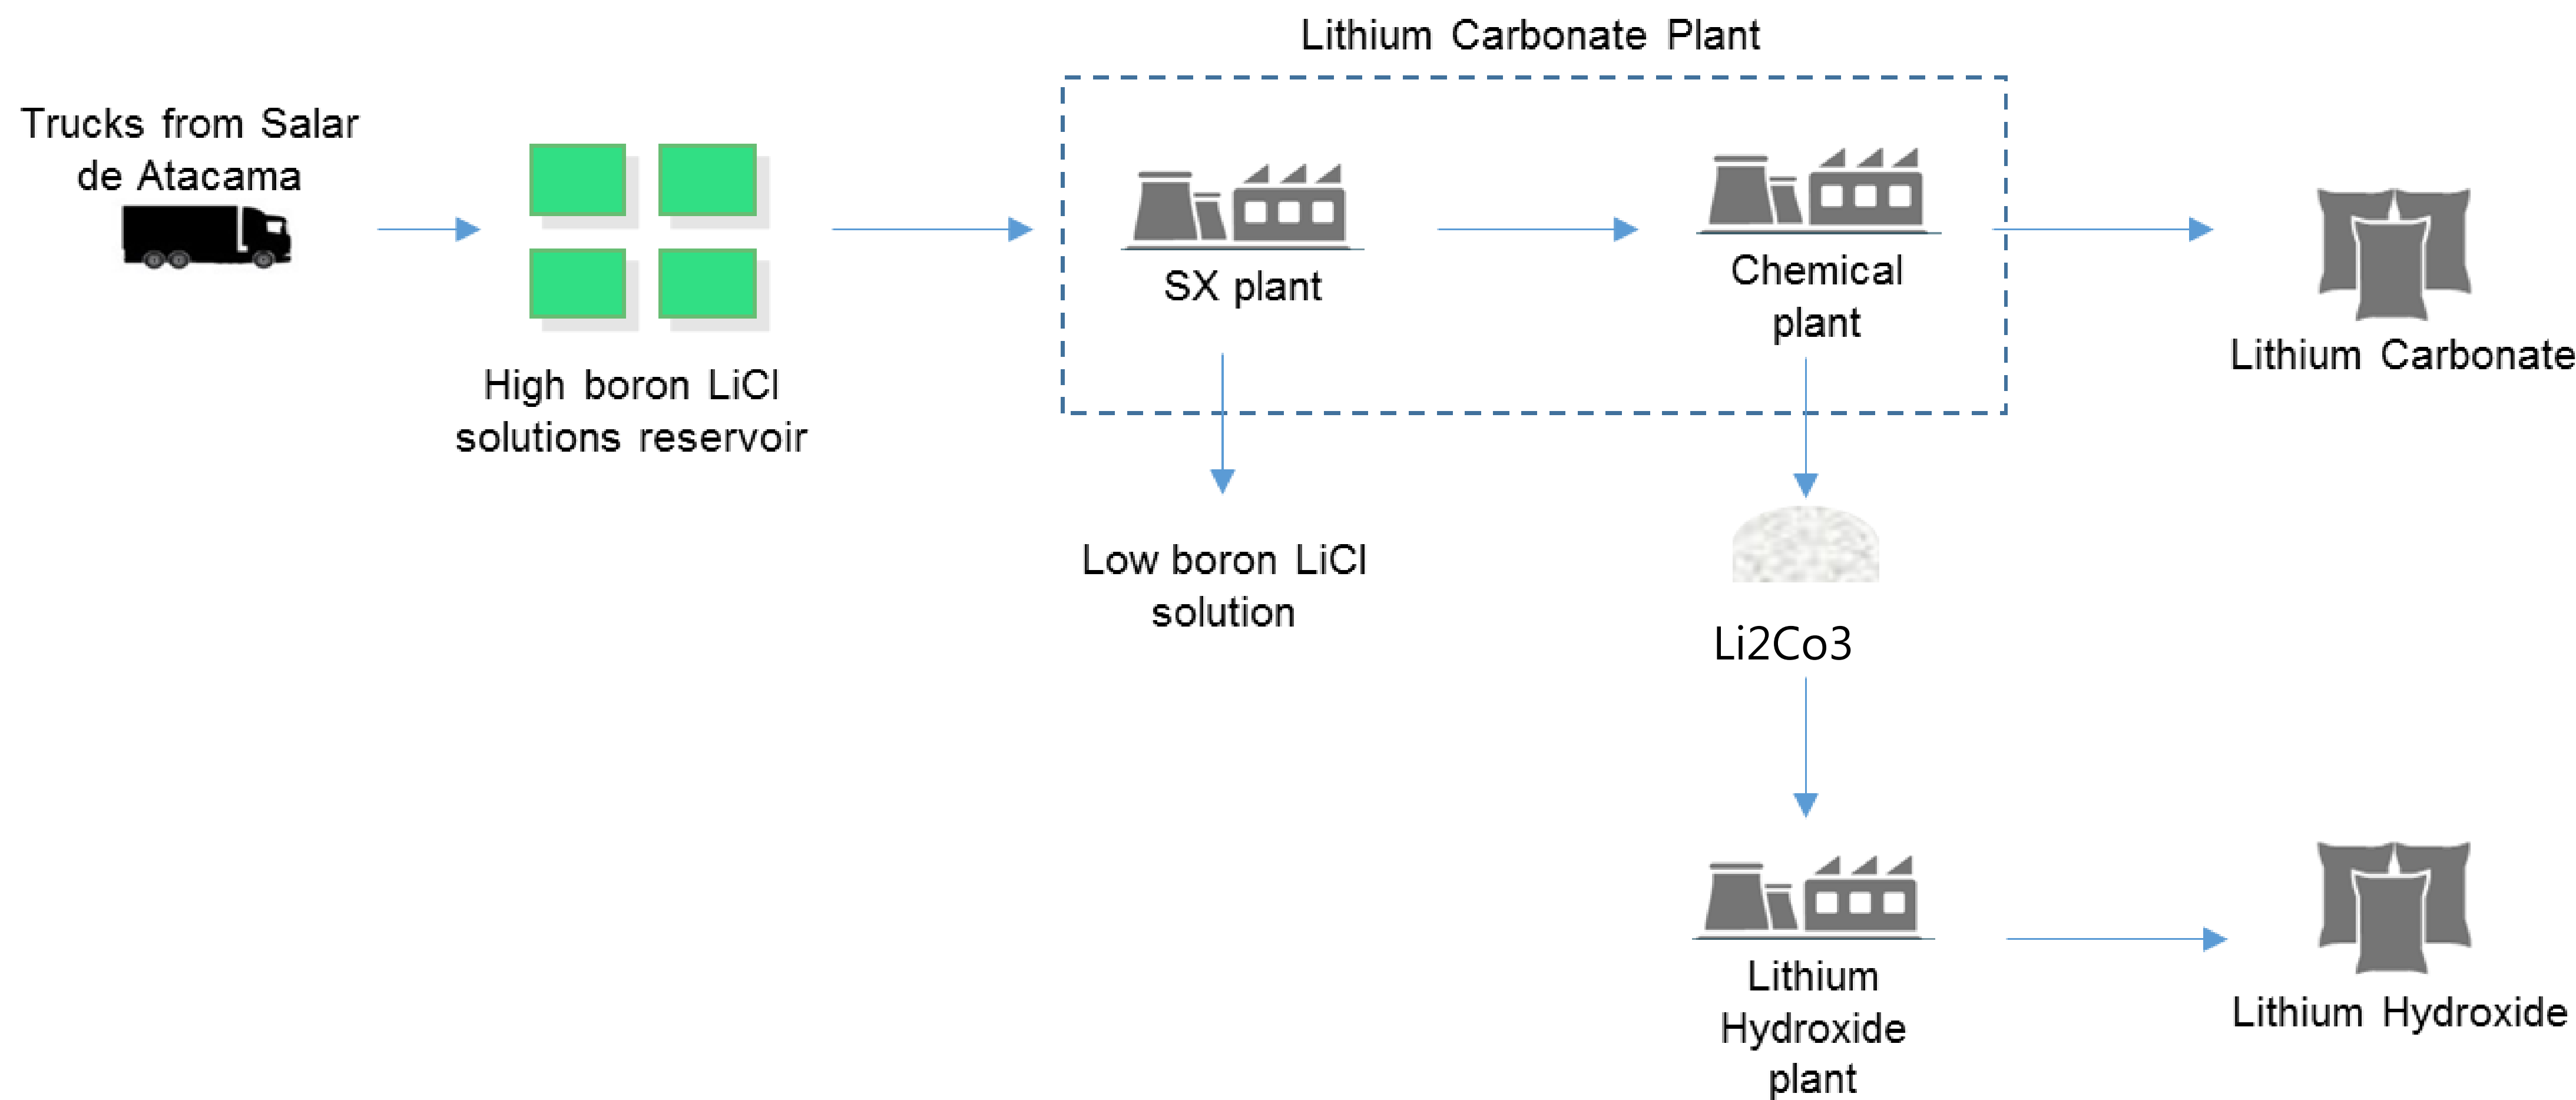 Lithium Carbonate Plant
Trucks from Salar
de Atacama
High boron LiCl
solutions reservoir
SX plant
Chemical
plant
Lithium Carbonate
Low boron LiCl
solution
Li2Co3
Lithium
Hydroxide
plant
Lithium Hydroxide